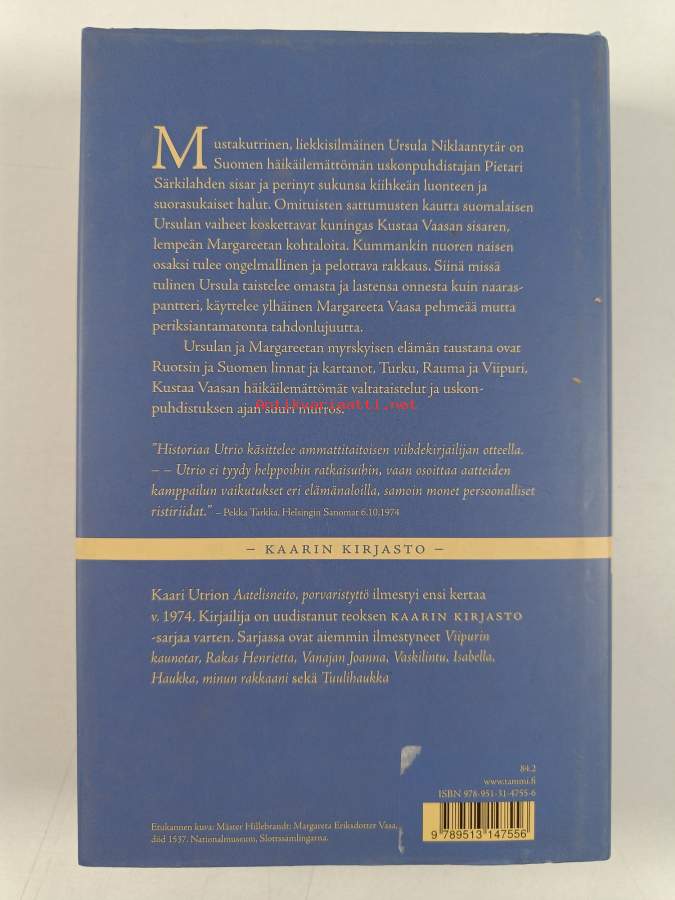 Mustakutrinen, liekkisilmäinen Ursula Niklaantytär on
Suomen häikäilemättömän uskonpuhdistajan Pietari
Särkilahden sisar ja perinyt sukunsa kiihkeän luonteen ja
suorasukaiset halut. Omituisten sattumusten kautta suomalaisen
Ursulan vaiheet koskettavat kuningas Kustaa Vaasan sisaren,
lempeän Margareetan kohtaloita. Kummankin nuoren naisen
osaksi tulee ongelmallinen ja pelottava rakkaus. Siinä missä
tulinen Ursula taistelee omasta ja lastensa onnesta kuin naaras-
pantteri, käyttelee ylhäinen Margareeta Vaasa pehmeää mutta
periksiantamatonta tahdonlujuutta.
Ursulan ja Margareetan myrskyisen elämän taustana ovat
Ruotsin ja Suomen linnat ja kartanot, Turku, Rauma ja Viipuri,
Kustaa Vaasan häikäilemättömät valtataistelut ja uskon-
puhdistuksen ajan suuri murros.
Antikvariaatti.net
"Historiaa Utrio käsittelee ammattitaitoisen viihdekirjailijan otteella.
– – Utrio ei tyydy helppoihin ratkaisuihin, vaan osoittaa aatteiden
kamppailun vaikutukset eri elämänaloilla, samoin monet persoonalliset
ristiriidat." – Pekka Tarkka, Helsingin Sanomat 6.10.1974
– KAARIN KIRJASTO –
Kaari Utrion Aatelisneito, porvaristyttö ilmestyi ensi kertaa
v. 1974. Kirjailija on uudistanut teoksen KAARIN KIRJASTO
-sarjaa varten. Sarjassa ovat aiemmin ilmestyneet Viipurin
kaunotar, Rakas Henrietta, Vanajan Joanna, Vaskilintu, Isabella,
Haukka, minun rakkaani sekä Tuulihaukka
84.2
www.tammi.fi
ISBN 978-951-31-4755-6
9 789513 147556
Etukannen kuva: Mäster Hillebrandt: Margareta Eriksdotter Vasa,
död 1537. Nationalmuseum, Slottssamlingarna.